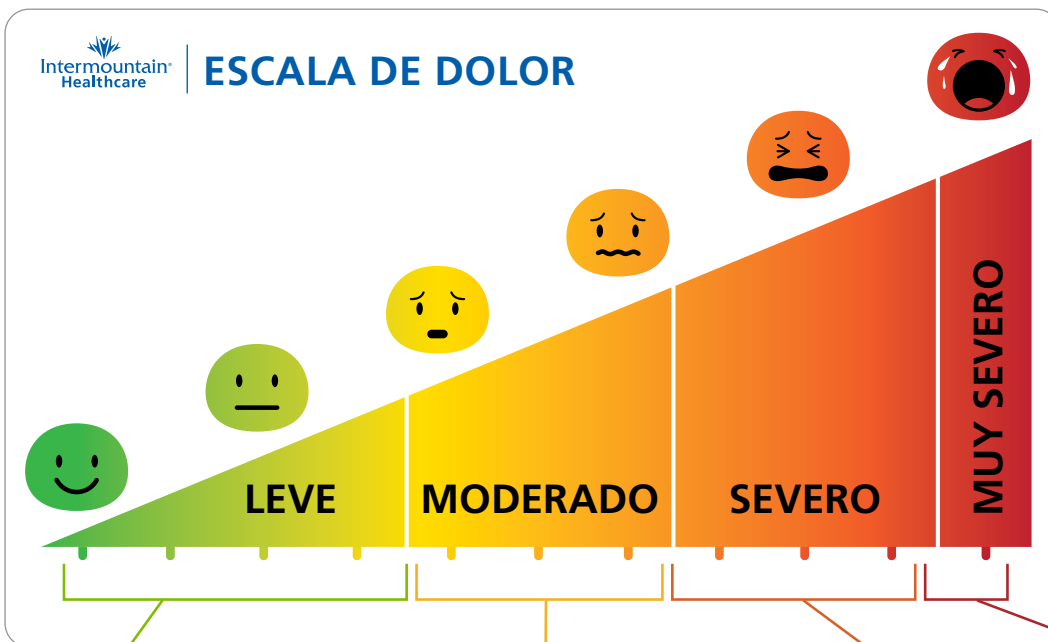 Intermountain®
Healthcare
ESCALA DE DOLOR
LEVE
MODERADO
SEVERO
MUY SEVERO